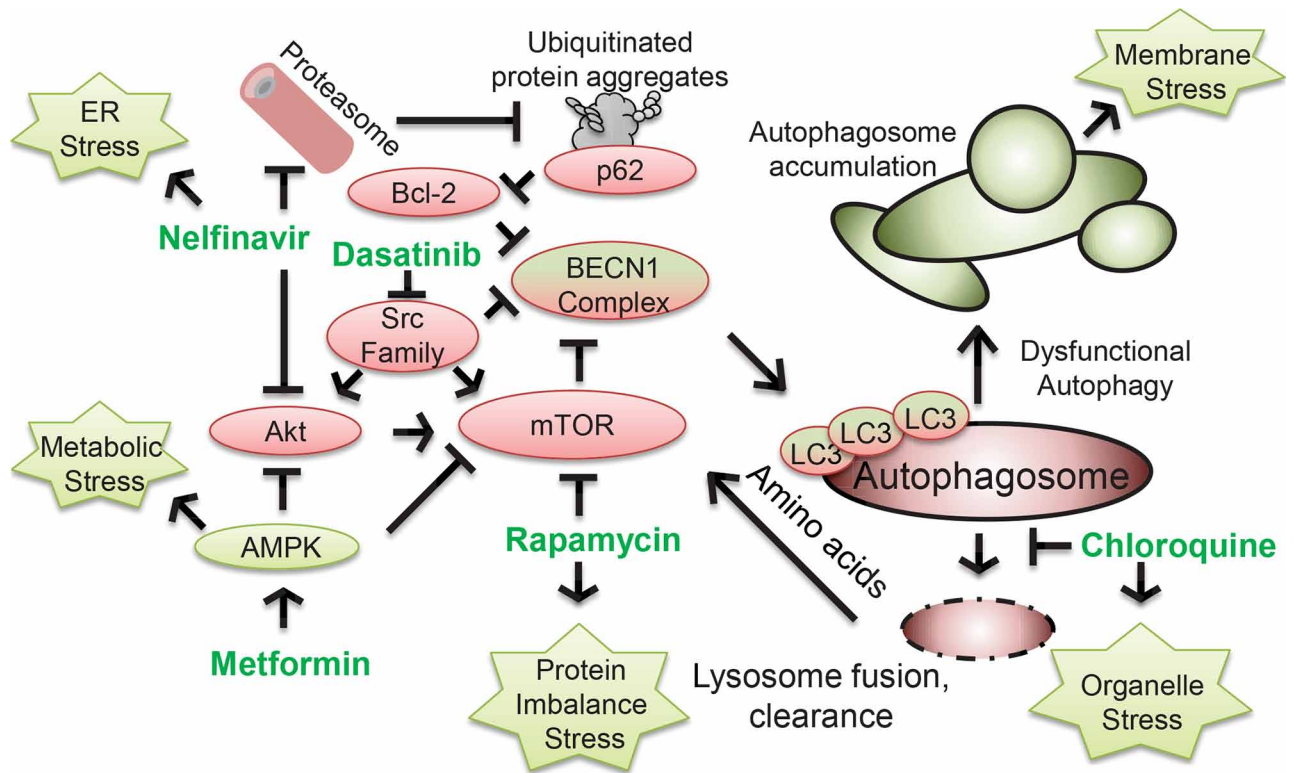 Ubiquitinated
protein aggregates
Membrane
Stress
Proteasome
ER
Stress
Autophagosome
accumulation
p62
Bcl-2
Nelfinavir
Dasatinib
BECN1
Complex
Src
Family
Dysfunctional
Autophagy
Akt
mTOR
LC3
LC3
LC3
Metabolic
Stress
Autophagosome
AMPK
Rapamycin
Amino acids
Chloroquine
Metformin
Protein
Imbalance
Stress
Lysosome fusion,
clearance
Organelle
Stress